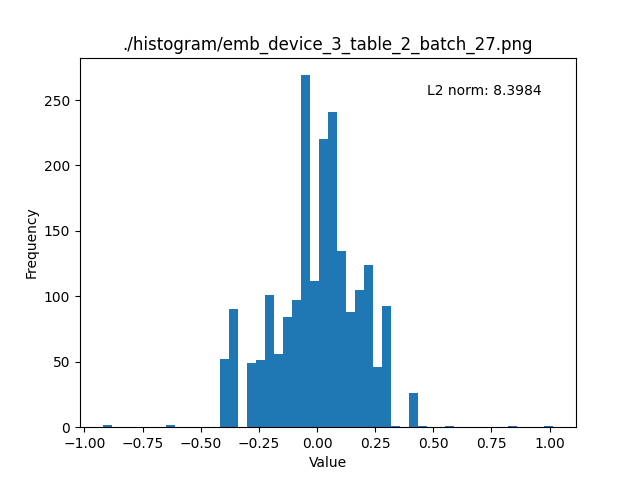 ./histogram/emb_device_3_table_2_batch_27.png
L2 norm: 8.3984
250
200
150
100
50
0
Frequency
−1.00 −0.75 −0.50 −0.25 0.00 0.25 0.50 0.75 1.00
Value